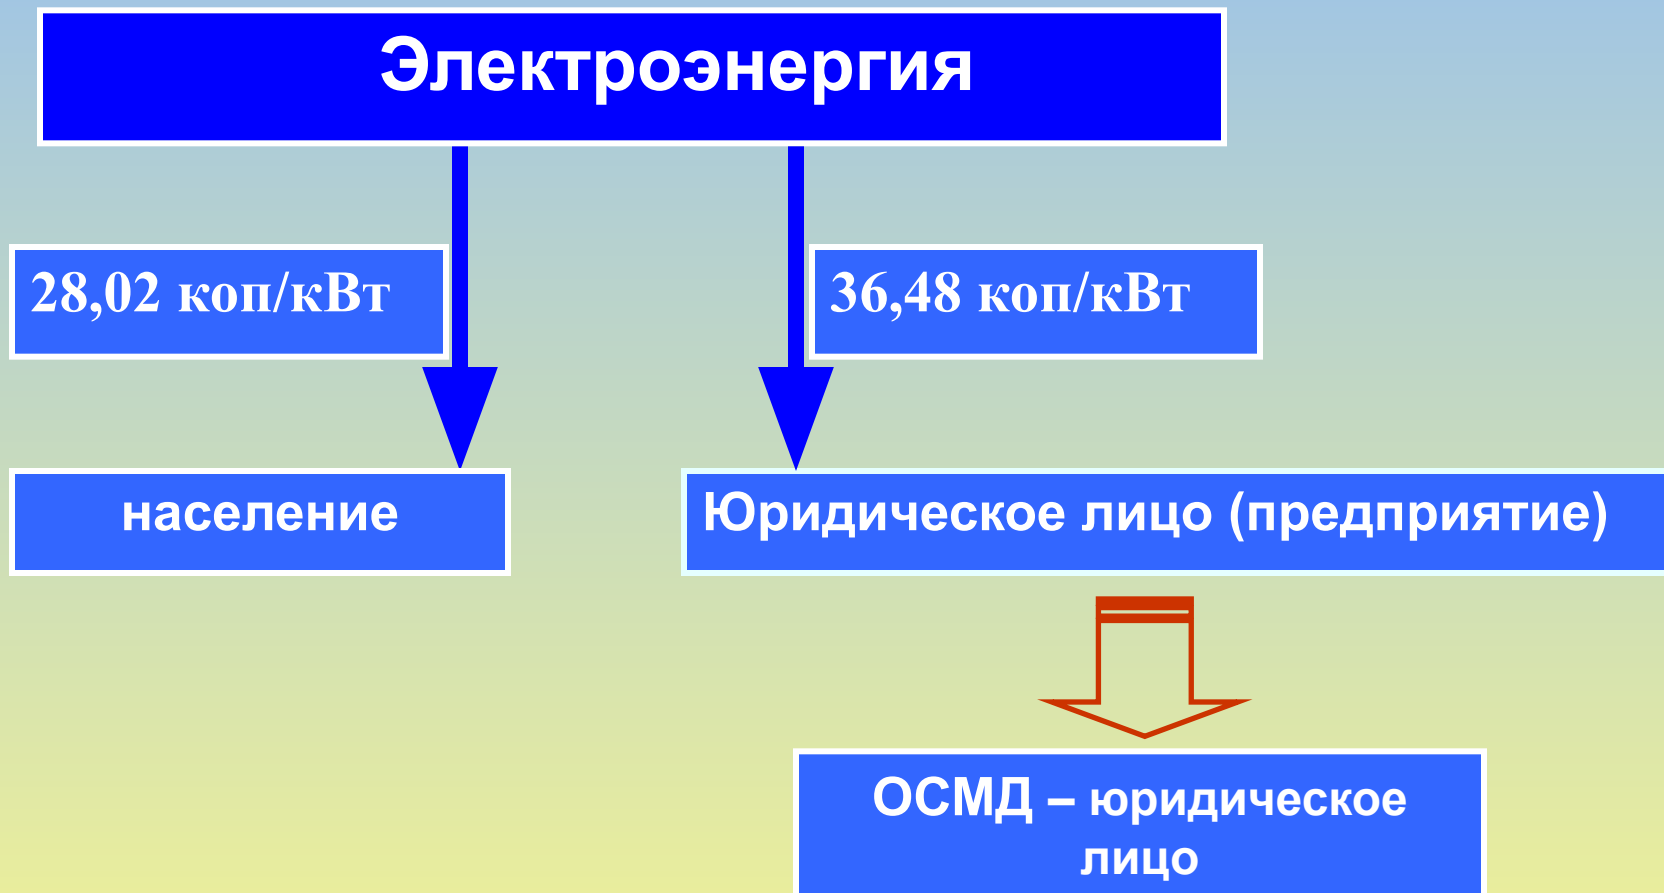 Электроэнергия
28,02 коп/кВт
36,48 коп/кВт
население
Юридическое лицо (предприятие)
ОСМД – юридическое
лицо